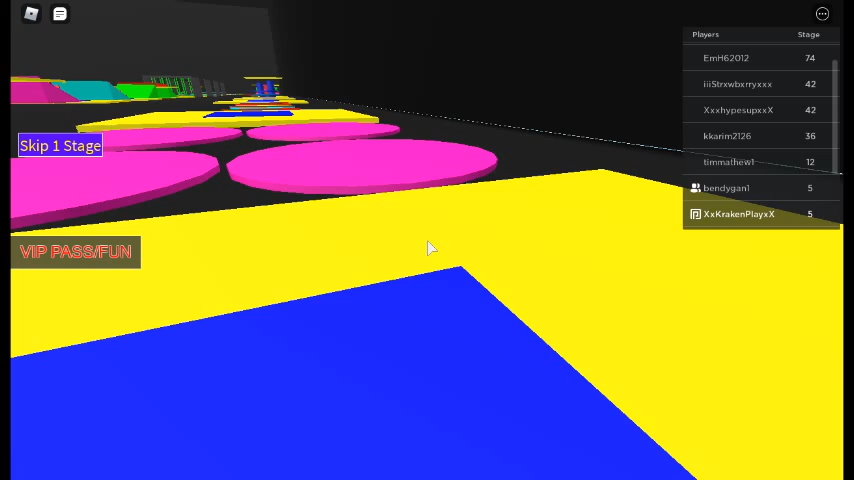 Players Stage
EmH62012 74
iiiStrxwbxrryxxx 42
XxxhypesupxxX 42
kkarim2126 36
timmathew1 12
bendygan1 5
XxKrakenPlayxX 5
Skip 1 Stage
VIP PASS/FUN